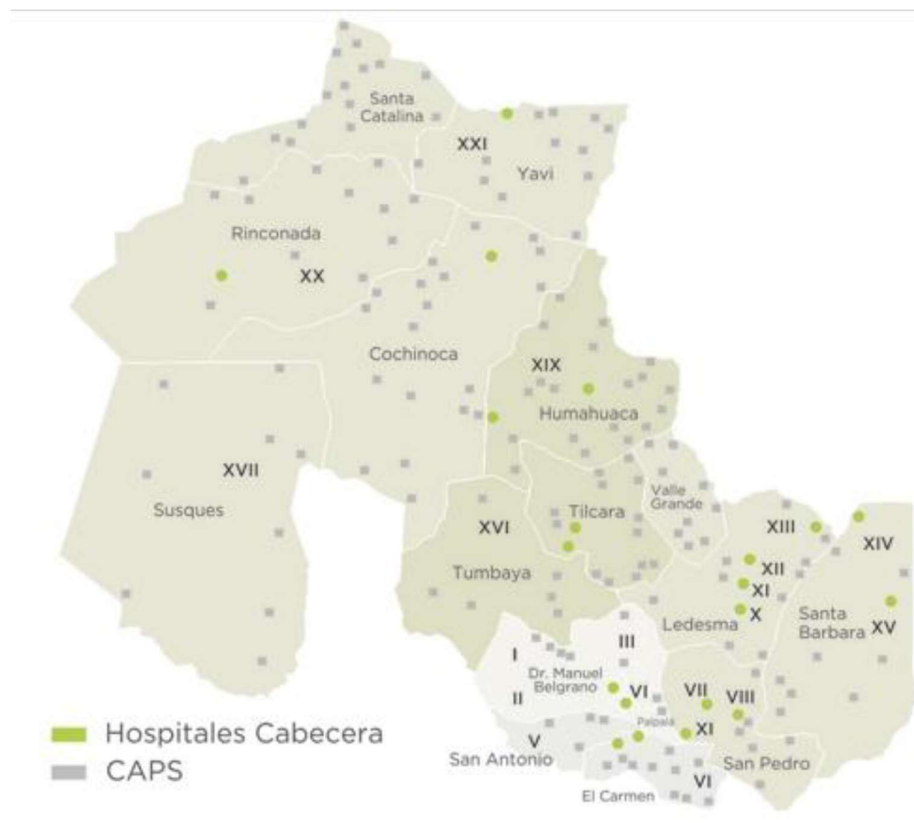 Santa
Catalina
XXI
Yavi
Rinconada
XX
Cochinoca
XIX
Humahuaca
XVII
Susques
Valle
Grande
XVI
Tilcara
XIII
XIV
Tumbaya
XII
XI
X
Ledesma
Santa
Barbara
XV
III
I
Dr. Manuel
Belgrano
II
VI
VII
VIII
Palpalá
XI
V
San Antonio
San Pedro
VI
El Carmen
Hospitales Cabecera
CAPS